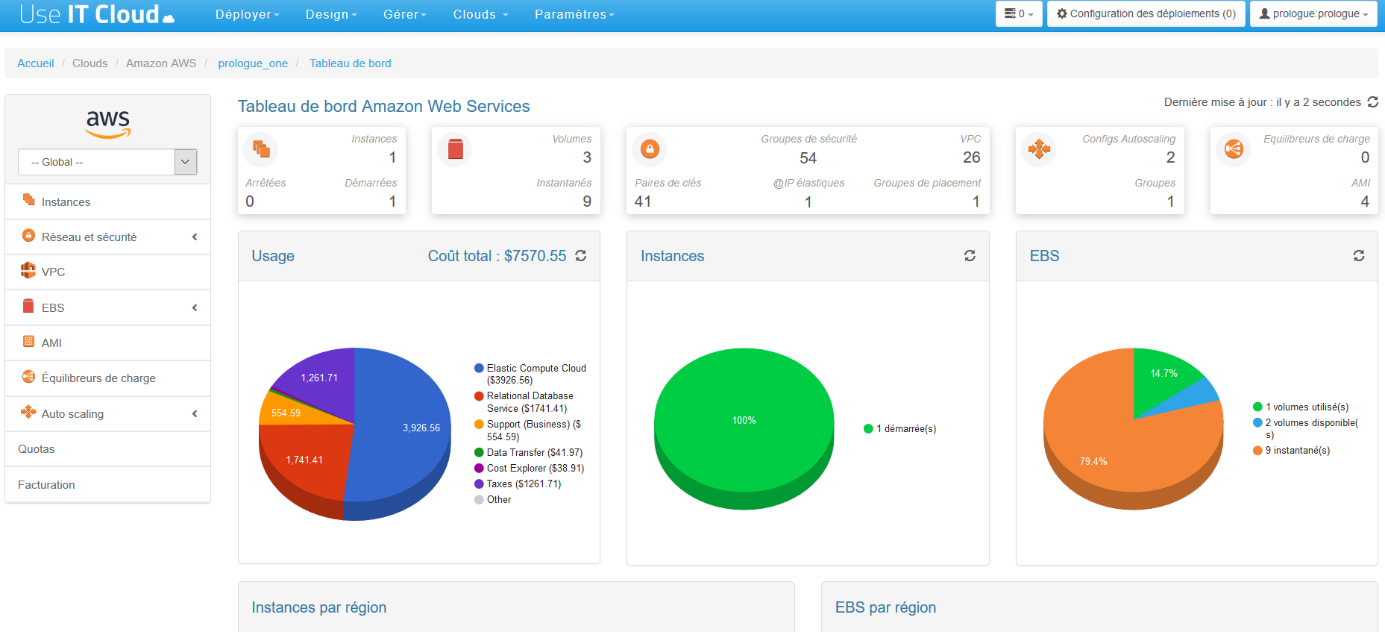 Use IT Cloud
Déployer Design Gérer Clouds Paramètres
0 Configuration des déploiements (0) prologue:prologue
Accueil / Clouds / Amazon AWS / prologue_one / Tableau de bord
aws
-- Global --
Instances
Réseau et sécurité
VPC
EBS
AMI
Équilibreurs de charge
Auto scaling
Quotas
Facturation
Tableau de bord Amazon Web Services
Dernière mise à jour : il y a 2 secondes
Instances
1
Arrêtées Démarrées
0 1
Volumes
3
Instantanés
9
Groupes de sécurité VPC
54 26
Paires de clés @IP élastiques Groupes de placement
41 1 1
Configs Autoscaling
2
Groupes
1
Equilibreurs de charge
0
AMI
4
Usage Coût total : $7570.55
1,261.71
554.59
3,926.56
1,741.41
Elastic Compute Cloud
($3926.56)
Relational Database
Service ($1741.41)
Support (Business) ($
554.59)
Data Transfer ($41.97)
Cost Explorer ($38.91)
Taxes ($1261.71)
Other
Instances
100%
1 démarrée(s)
EBS
14.7%
79.4%
1 volumes utilisé(s)
2 volumes disponible(
s)
9 instantané(s)
Instances par région
EBS par région